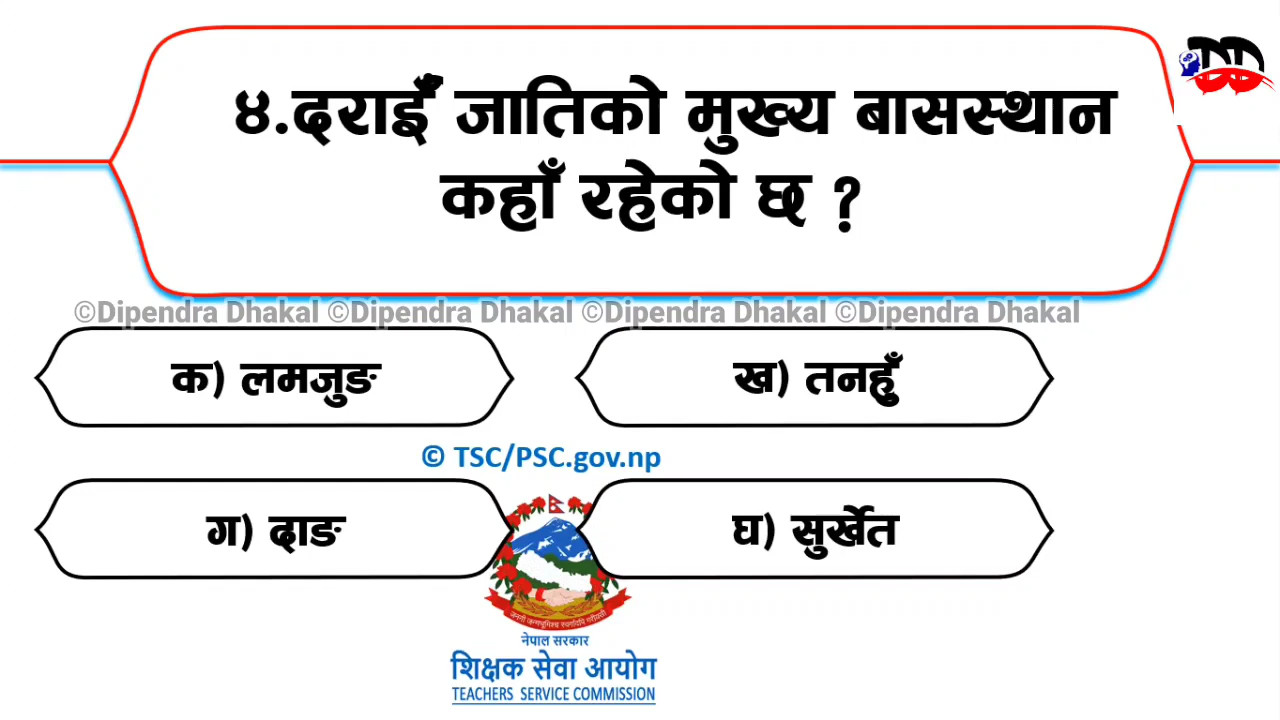 ४.दराइँ जातिको मुख्य बासस्थान
कहाँ रहेको छ ?
©Dipendra Dhakal ©Dipendra Dhakal ©Dipendra Dhakal ©Dipendra Dhakal
क) लमजुङ
ख) तनहुँ
© TSC/PSC.gov.np
ग) दाङ
घ) सुर्खेत
नेपाल सरकार
शिक्षक सेवा आयोग
TEACHERS SERVICE COMMISSION